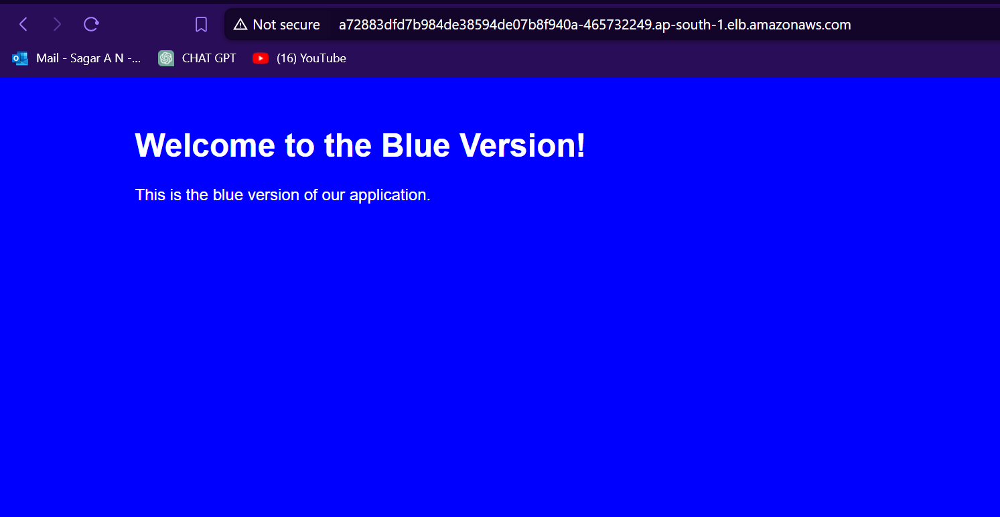 Not secure a72883dfd7b984de38594de07b8f940a-465732249.ap-south-1.elb.amazonaws.com
Mail - Sagar A N -... CHAT GPT (16) YouTube
Welcome to the Blue Version!
This is the blue version of our application.